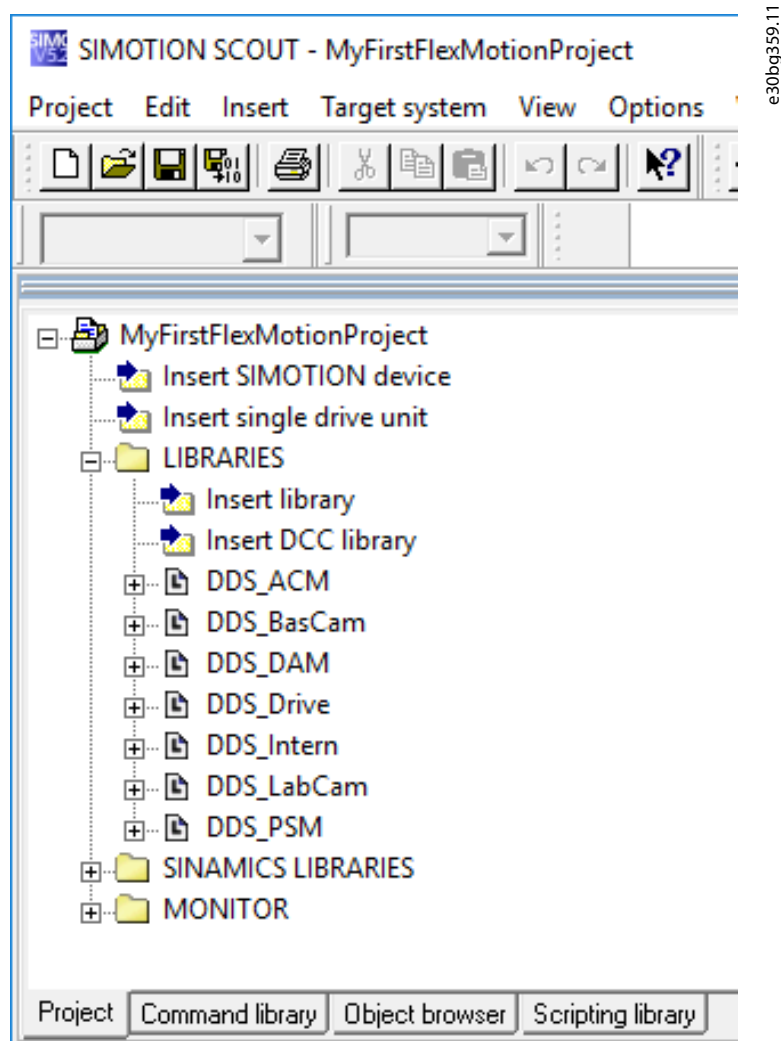 SIMOTION SCOUT - MyFirstFlexMotionProject
Project Edit Insert Target system View Options
MyFirstFlexMotionProject
Insert SIMOTION device
Insert single drive unit
LIBRARIES
Insert library
Insert DCC library
DDS_ACM
DDS_BasCam
DDS_DAM
DDS_Drive
DDS_Intern
DDS_LabCam
DDS_PSM
SINAMICS LIBRARIES
MONITOR
Project Command library Object browser Scripting library
e30bg359.11